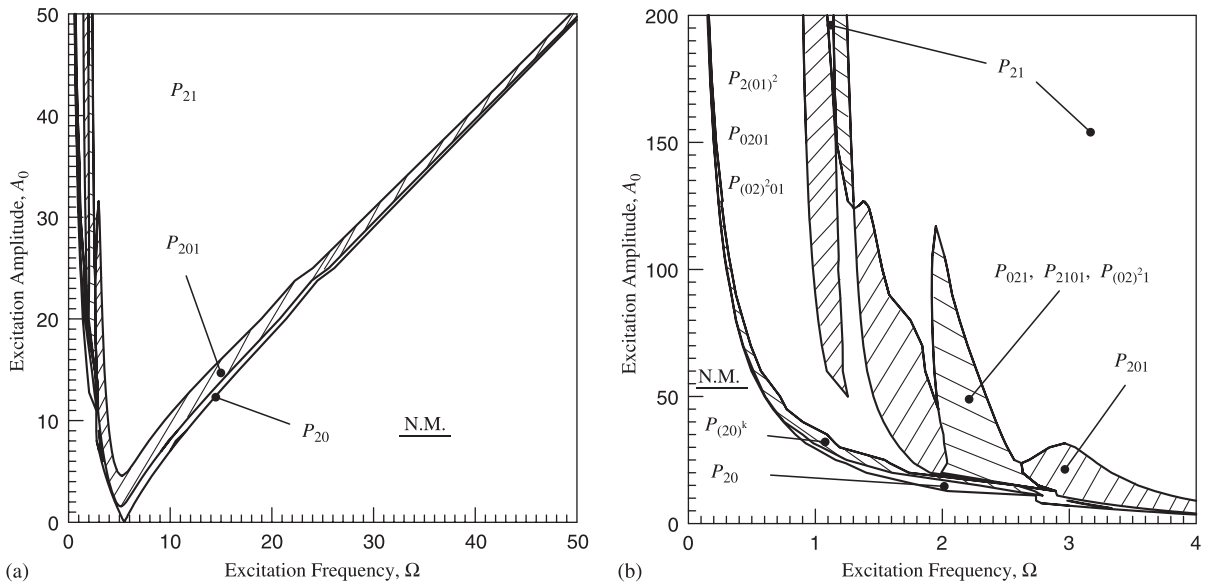 50
40
30
20
10
0
Excitation Amplitude, A₀
P₂₁
P₂₀₁
P₂₀
N.M.
0 10 20 30 40 50
(a)
Excitation Frequency, Ω
200
150
100
50
0
Excitation Amplitude, A₀
P₂₁
P₂₍₀₁₎²
P₀₂₀₁
P₍₀₂₎²₀₁
P₀₂₁, P₂₁₀₁, P₍₀₂₎²₁
P₂₀₁
N.M.
P₍₂₀₎ᵏ
P₂₀
0 1 2 3 4
(b)
Excitation Frequency, Ω